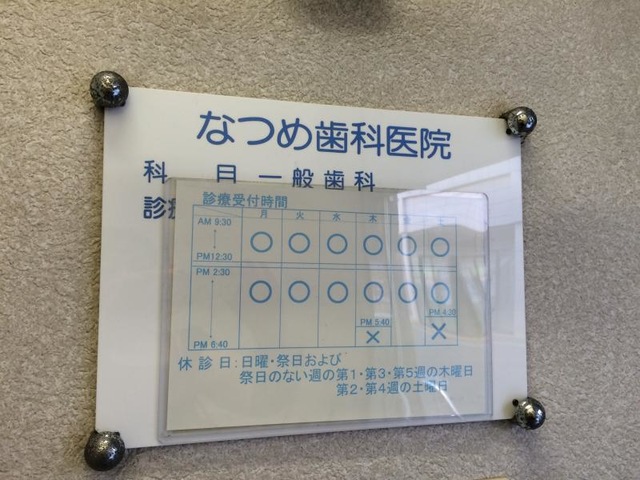 なつめ歯科医院
科 目 一般歯科
診療
診療受付時間
月 火 水 木 金 土
AM 9:30
○ ○ ○ ○ ○ ○
PM12:30
PM 2:30
○ ○ ○ ○ ○ ○
PM 4:30
PM 5:40
× ×
PM 6:40
休 診 日:日曜・祭日および
祭日のない週の第1・第3・第5週の木曜日
第2・第4週の土曜日